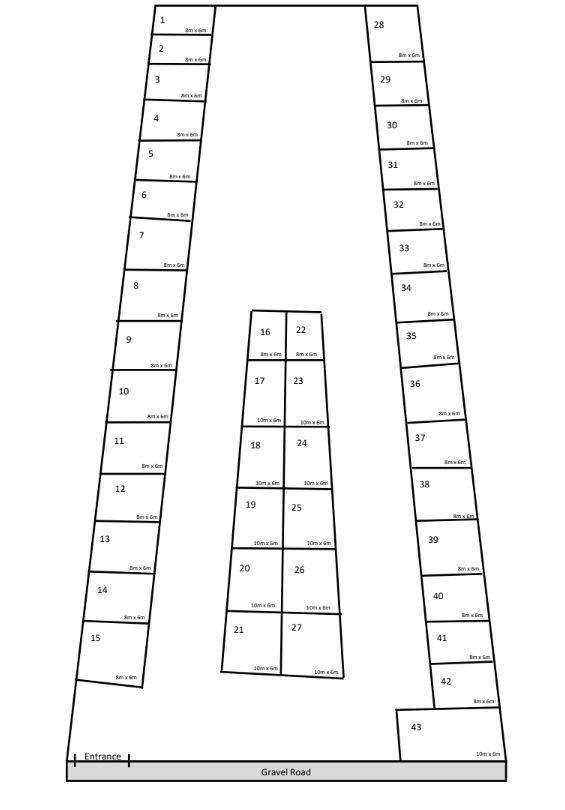 1
8m x 6m
2
8m x 6m
3
8m x 6m
4
8m x 6m
5
8m x 6m
6
8m x 6m
7
8m x 6m
8
8m x 6m
9
8m x 6m
10
8m x 6m
11
8m x 6m
12
8m x 6m
13
8m x 6m
14
8m x 6m
15
8m x 6m
16
8m x 6m
22
8m x 6m
17
10m x 6m
23
10m x 6m
18
10m x 6m
24
10m x 6m
19
10m x 6m
25
10m x 6m
20
10m x 6m
26
10m x 6m
21
10m x 6m
27
10m x 6m
28
8m x 6m
29
8m x 6m
30
8m x 6m
31
8m x 6m
32
8m x 6m
33
8m x 6m
34
8m x 6m
35
8m x 6m
36
8m x 6m
37
8m x 6m
38
8m x 6m
39
8m x 6m
40
8m x 6m
41
8m x 6m
42
8m x 6m
43
10m x 6m
Entrance
Gravel Road